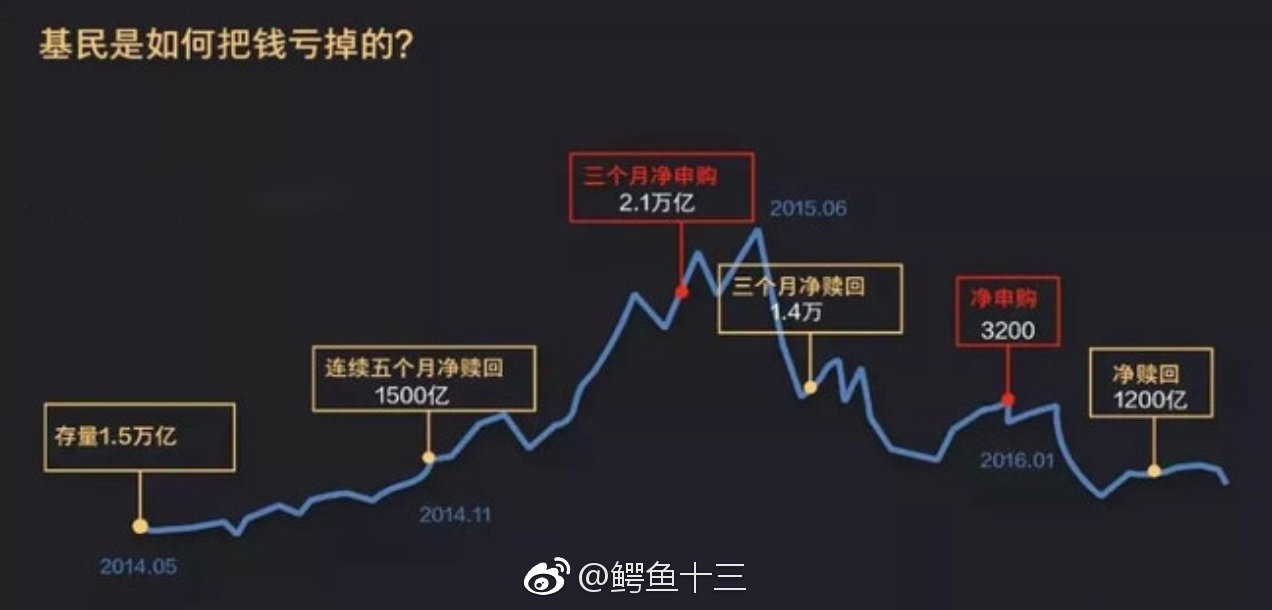 基民是如何把钱亏掉的?
三个月净申购
2.1万亿
2015.06
三个月净赎回
1.4万
净申购
3200
连续五个月净赎回
1500亿
净赎回
1200亿
存量1.5万亿
2016.01
2014.11
2014.05
@鳄鱼十三